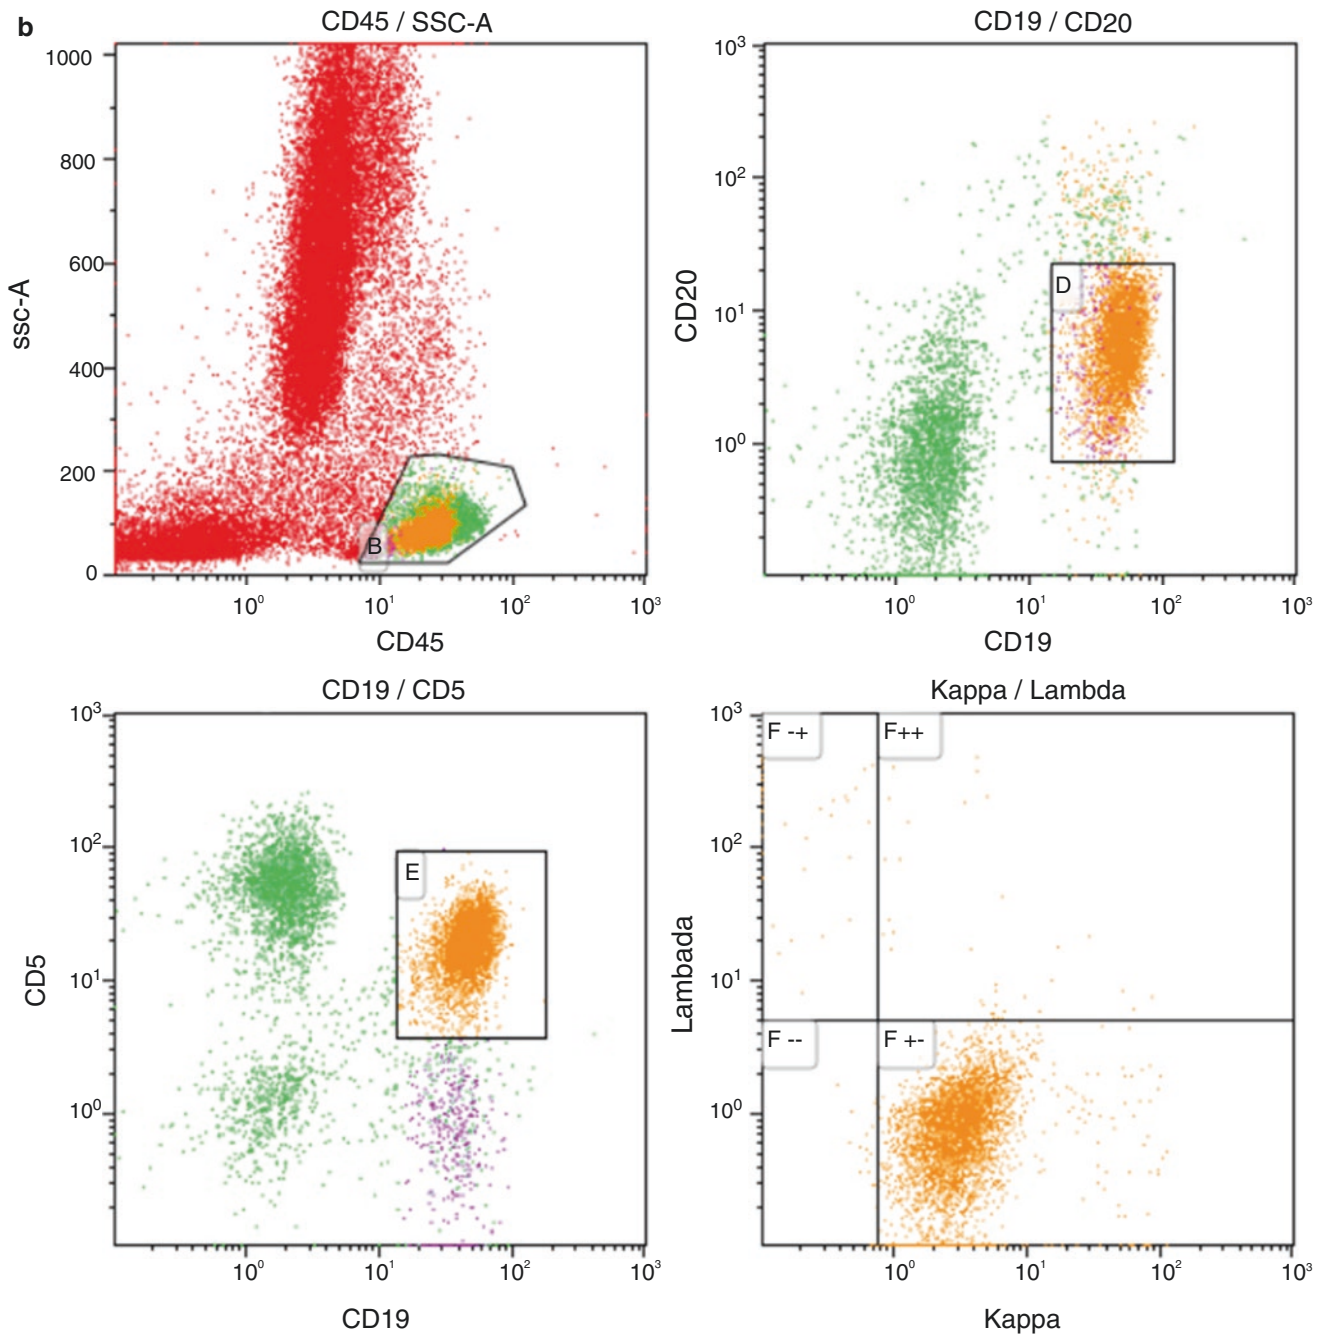 b
CD45 / SSC-A
CD19 / CD20
1000
800
600
400
200
0
ssc-A
B
10⁰ 10¹ 10² 10³
CD45
10³
10²
10¹
10⁰
CD20
D
10⁰ 10¹ 10² 10³
CD19
CD19 / CD5
Kappa / Lambda
10³
10²
10¹
10⁰
CD5
E
10⁰ 10¹ 10² 10³
CD19
10³
10²
10¹
10⁰
Lambada
F -+ F++
F -- F +-
10⁰ 10¹ 10² 10³
Kappa